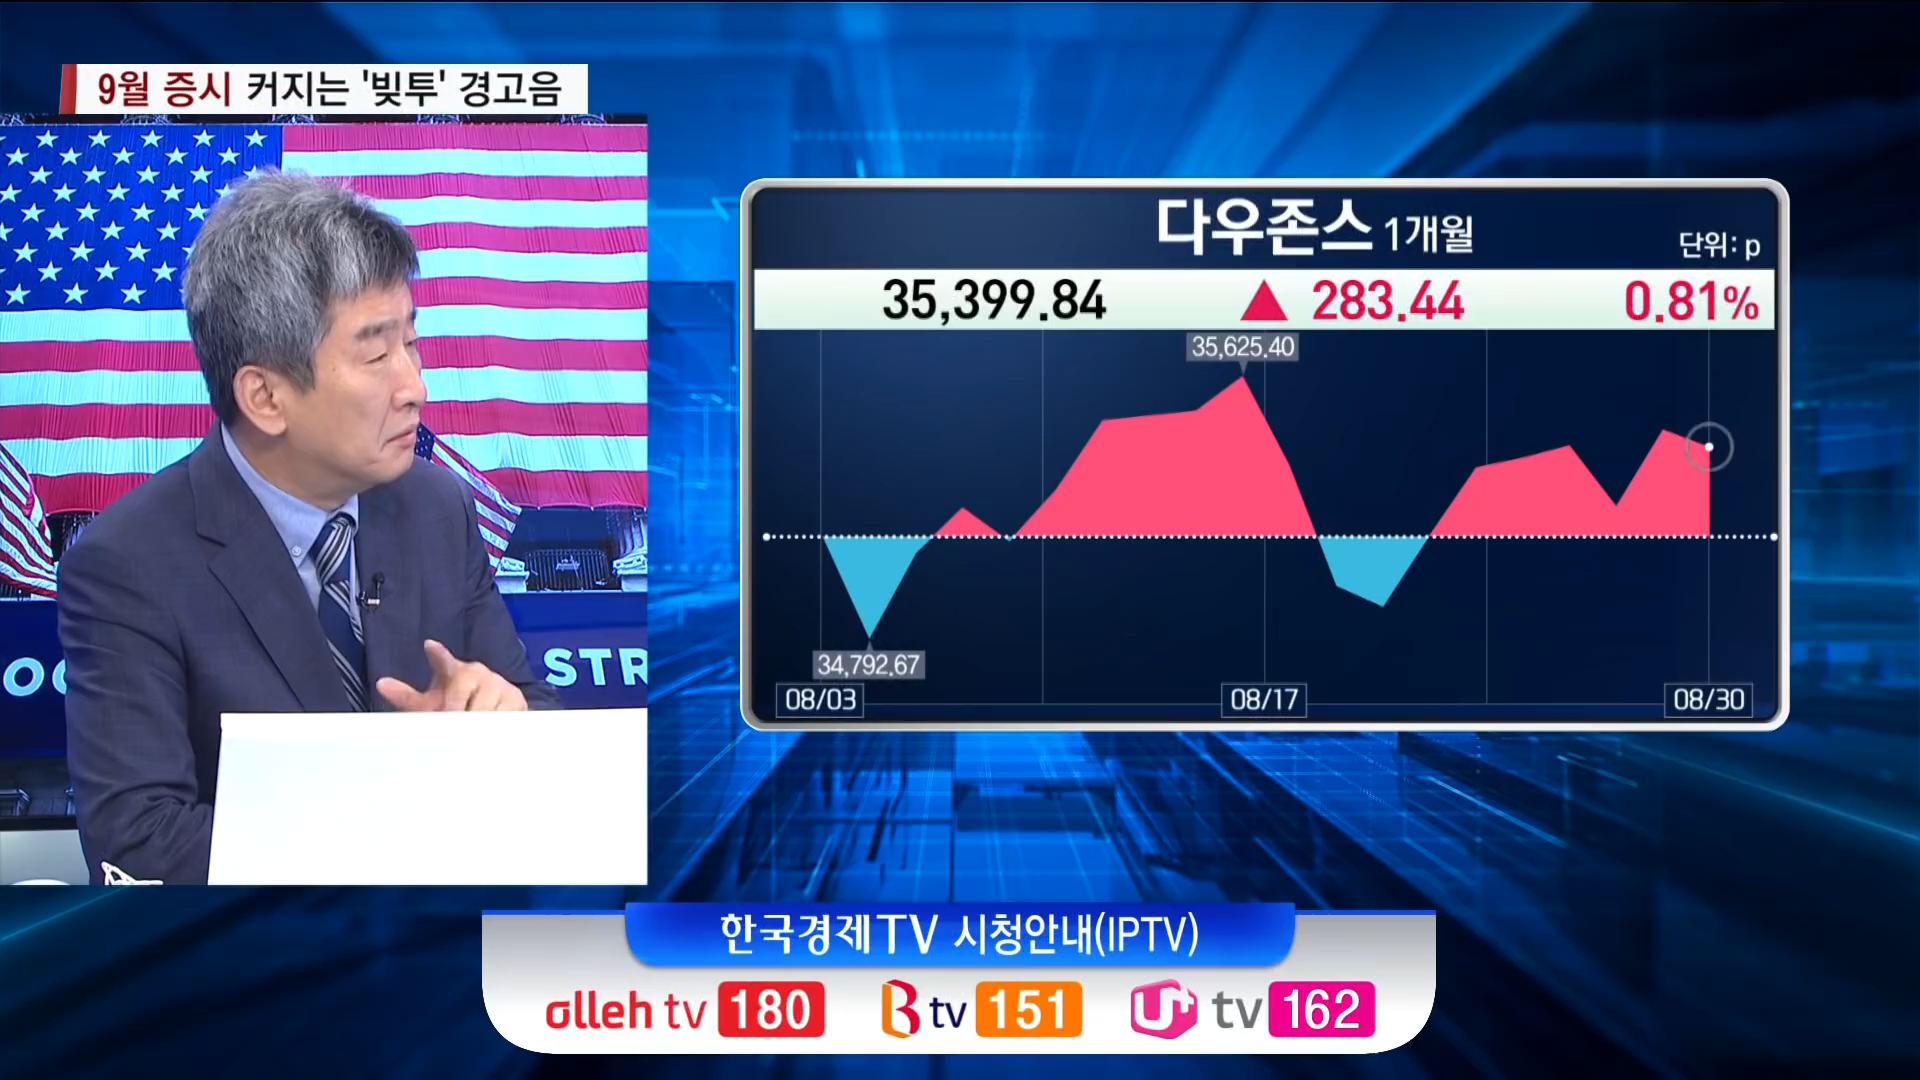 9월 증시 커지는 '빚투' 경고음
다우존스 1개월
단위: p
35,399.84 ▲ 283.44 0.81%
35,625.40
34,792.67
08/03 08/17 08/30
STR
한국경제TV 시청안내(IPTV)
olleh tv 180 B tv 151 U+ tv 162